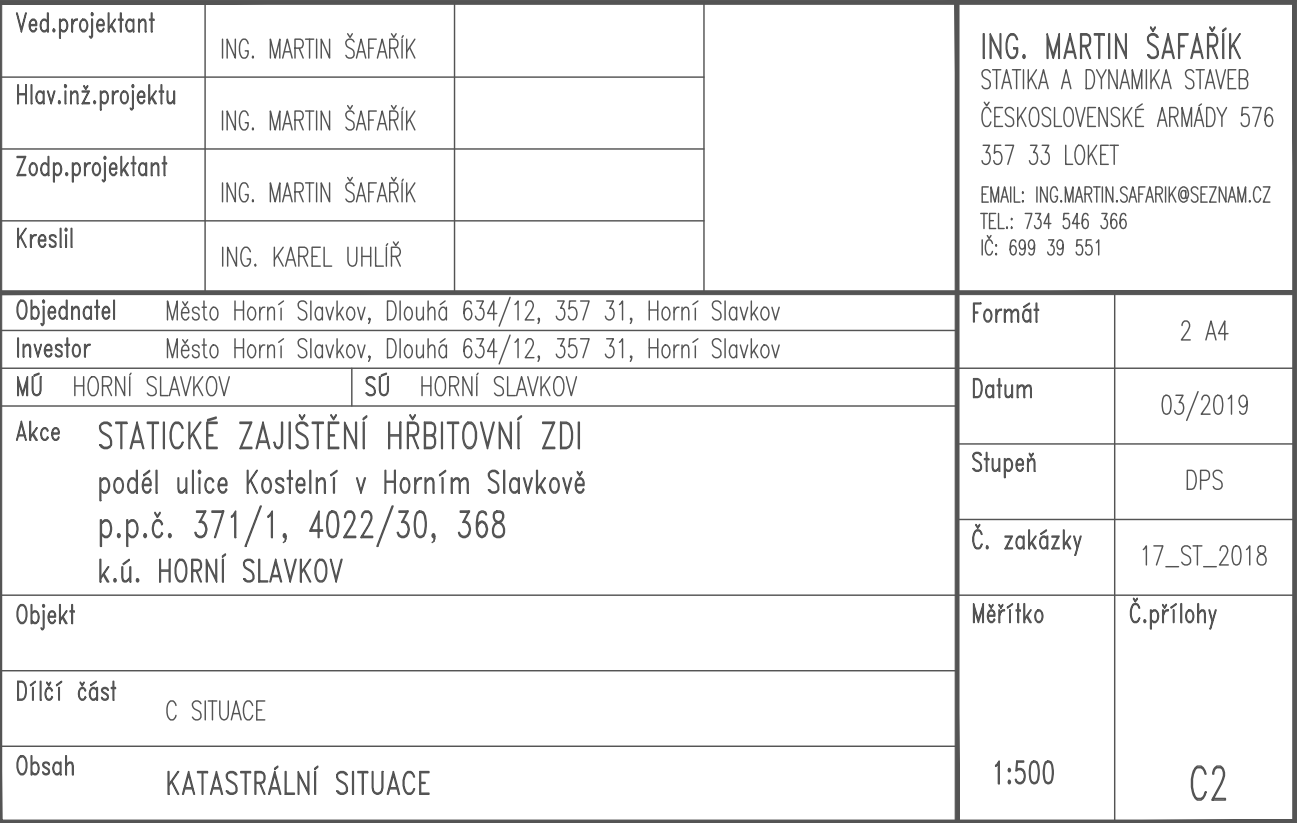 Ved.projektant ING. MARTIN ŠAFAŘÍK
Hlav.inž.projektu ING. MARTIN ŠAFAŘÍK
Zodp.projektant ING. MARTIN ŠAFAŘÍK
Kreslil ING. KAREL UHLÍŘ
ING. MARTIN ŠAFAŘÍK
STATIKA A DYNAMIKA STAVEB
ČESKOSLOVENSKÉ ARMÁDY 576
357 33 LOKET
EMAIL: ING.MARTIN.SAFARIK@SEZNAM.CZ
TEL.: 734 546 366
IČ: 699 39 551
Objednatel Město Horní Slavkov, Dlouhá 634/12, 357 31, Horní Slavkov
Investor Město Horní Slavkov, Dlouhá 634/12, 357 31, Horní Slavkov
MÚ HORNÍ SLAVKOV SÚ HORNÍ SLAVKOV
Akce STATICKÉ ZAJIŠTĚNÍ HŘBITOVNÍ ZDI
podél ulice Kostelní v Horním Slavkově
p.p.č. 371/1, 4022/30, 368
k.ú. HORNÍ SLAVKOV
Objekt
Dílčí část C SITUACE
Obsah KATASTRÁLNÍ SITUACE
Formát 2 A4
Datum 03/2019
Stupeň DPS
Č. zakázky 17_ST_2018
Měřítko 1:500
Č.přílohy C2